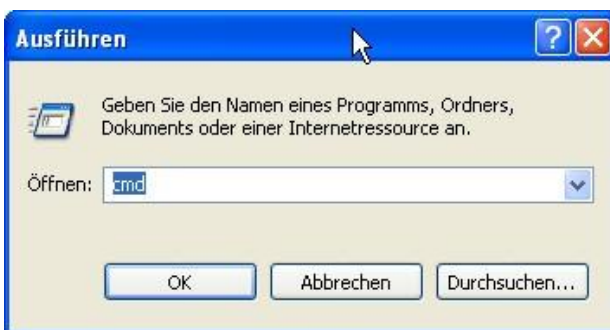 Ausführen
?
Geben Sie den Namen eines Programms, Ordners,
Dokuments oder einer Internetressource an.
Öffnen: cmd
OK Abbrechen Durchsuchen...